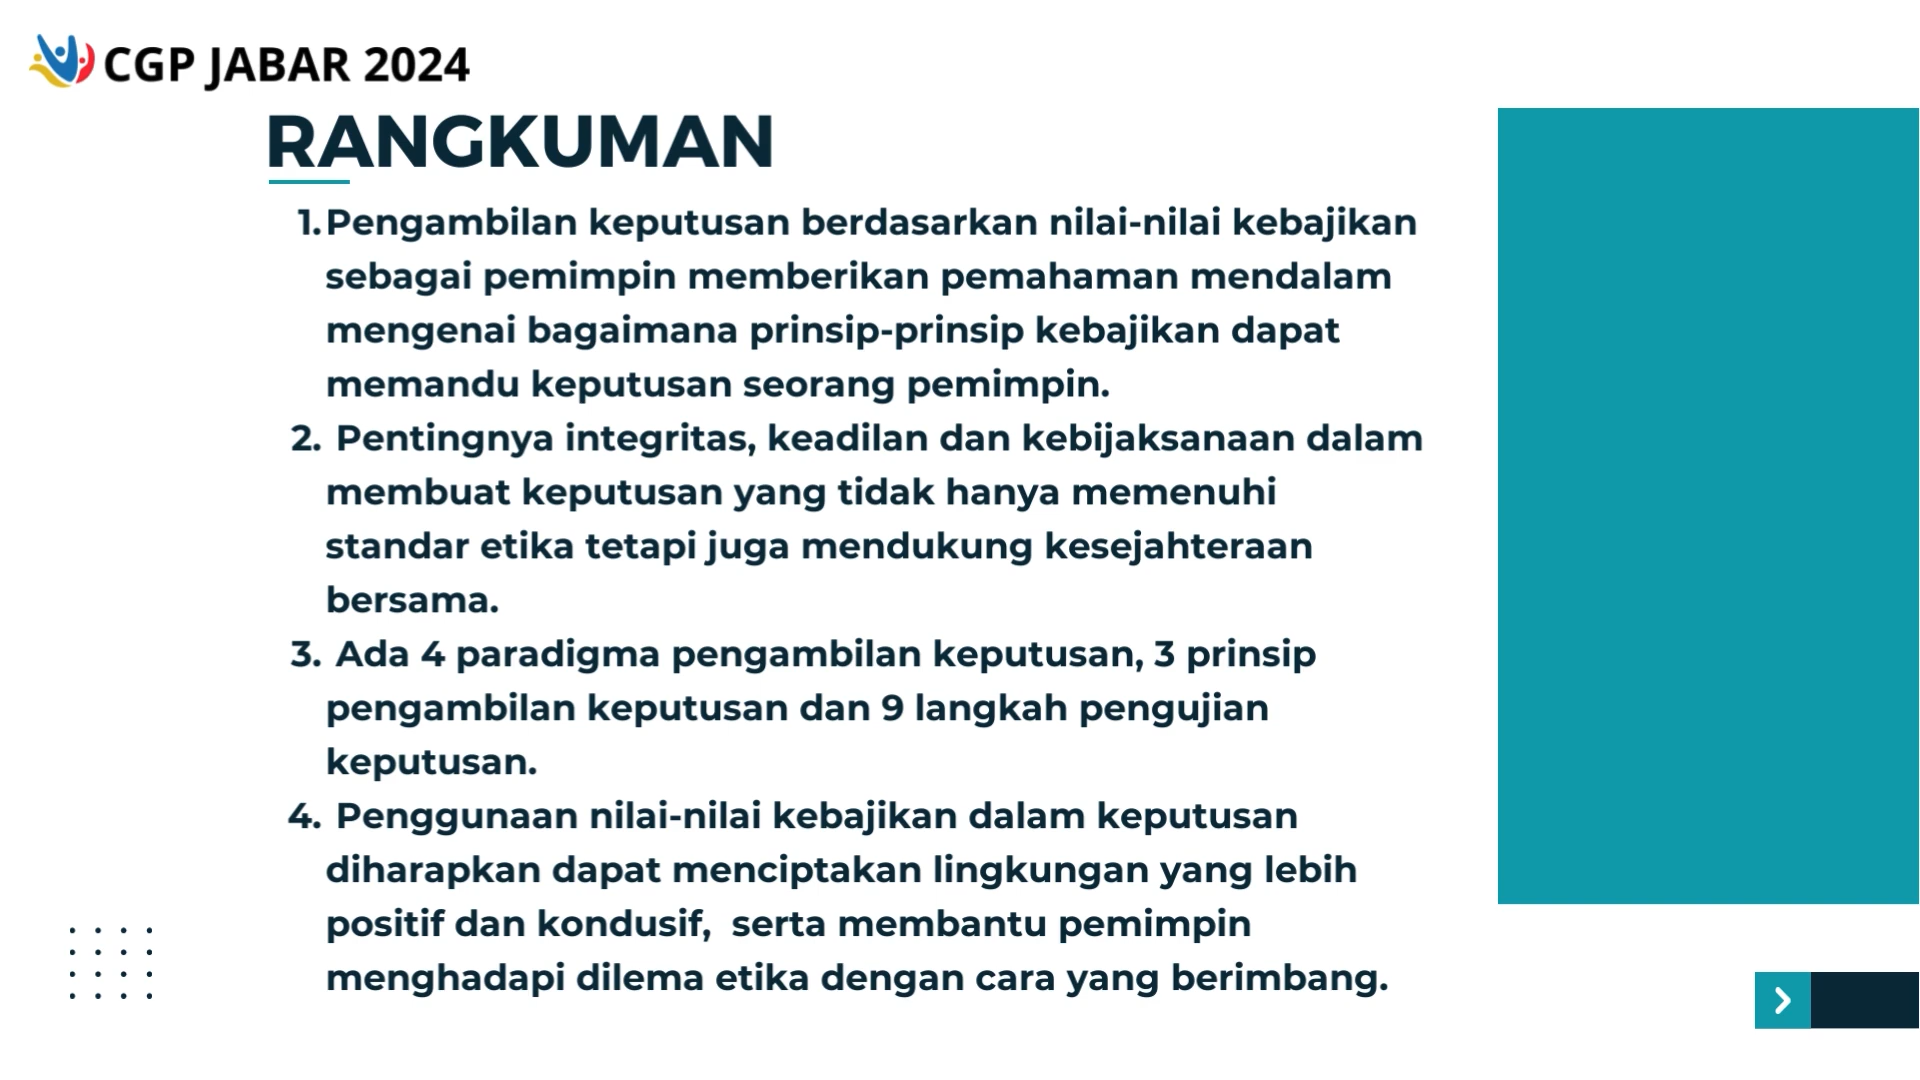 CGP JABAR 2024
RANGKUMAN
1. Pengambilan keputusan berdasarkan nilai-nilai kebajikan
sebagai pemimpin memberikan pemahaman mendalam
mengenai bagaimana prinsip-prinsip kebajikan dapat
memandu keputusan seorang pemimpin.
2. Pentingnya integritas, keadilan dan kebijaksanaan dalam
membuat keputusan yang tidak hanya memenuhi
standar etika tetapi juga mendukung kesejahteraan
bersama.
3. Ada 4 paradigma pengambilan keputusan, 3 prinsip
pengambilan keputusan dan 9 langkah pengujian
keputusan.
4. Penggunaan nilai-nilai kebajikan dalam keputusan
diharapkan dapat menciptakan lingkungan yang lebih
positif dan kondusif, serta membantu pemimpin
menghadapi dilema etika dengan cara yang berimbang.